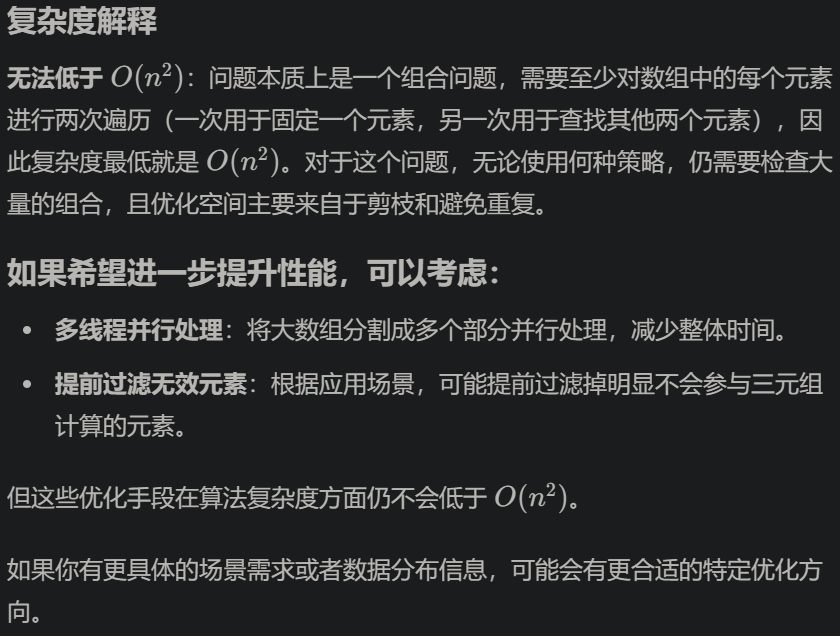 复杂度解释
无法低于 O(n²)：问题本质上是一个组合问题，需要至少对数组中的每个元素
进行两次遍历（一次用于固定一个元素，另一次用于查找其他两个元素），因
此复杂度最低就是 O(n²)。对于这个问题，无论使用何种策略，仍需要检查大
量的组合，且优化空间主要来自于剪枝和避免重复。
如果希望进一步提升性能，可以考虑：
• 多线程并行处理：将大数组分割成多个部分并行处理，减少整体时间。
• 提前过滤无效元素：根据应用场景，可能提前过滤掉明显不会参与三元组
计算的元素。
但这些优化手段在算法复杂度方面仍不会低于 O(n²)。
如果你有更具体的场景需求或者数据分布信息，可能会有更合适的特定优化方
向。